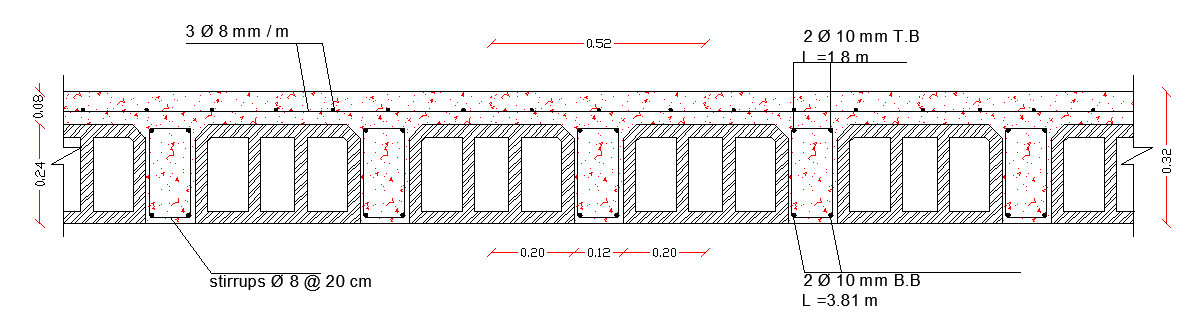 3 Ø 8 mm / m
0.52
2 Ø 10 mm T.B
L =1.8 m
0.08
0.24
0.32
0.20 0.12 0.20
stirrups Ø 8 @ 20 cm
2 Ø 10 mm B.B
L =3.81 m